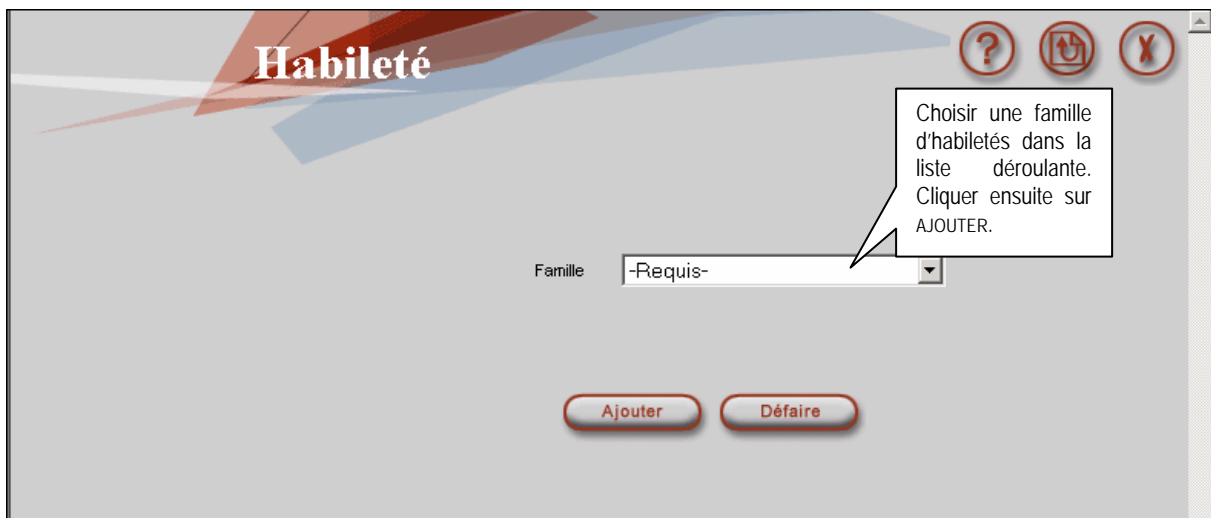 Habileté
?
X
Choisir une famille
d'habiletés dans la
liste déroulante.
Cliquer ensuite sur
AJOUTER.
Famille
-Requis-
Ajouter
Défaire